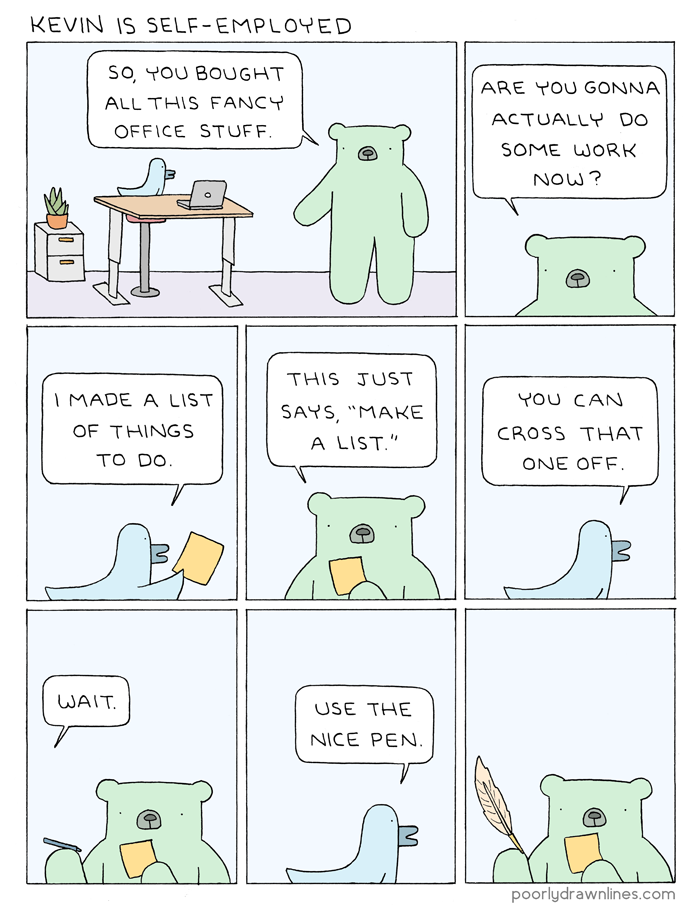 KEVIN IS SELF-EMPLOYED
SO, YOU BOUGHT
ALL THIS FANCY
OFFICE STUFF.
ARE YOU GONNA
ACTUALLY DO
SOME WORK
NOW?
I MADE A LIST
OF THINGS
TO DO.
THIS JUST
SAYS, "MAKE
A LIST."
YOU CAN
CROSS THAT
ONE OFF.
WAIT.
USE THE
NICE PEN.
poorlydrawnlines.com